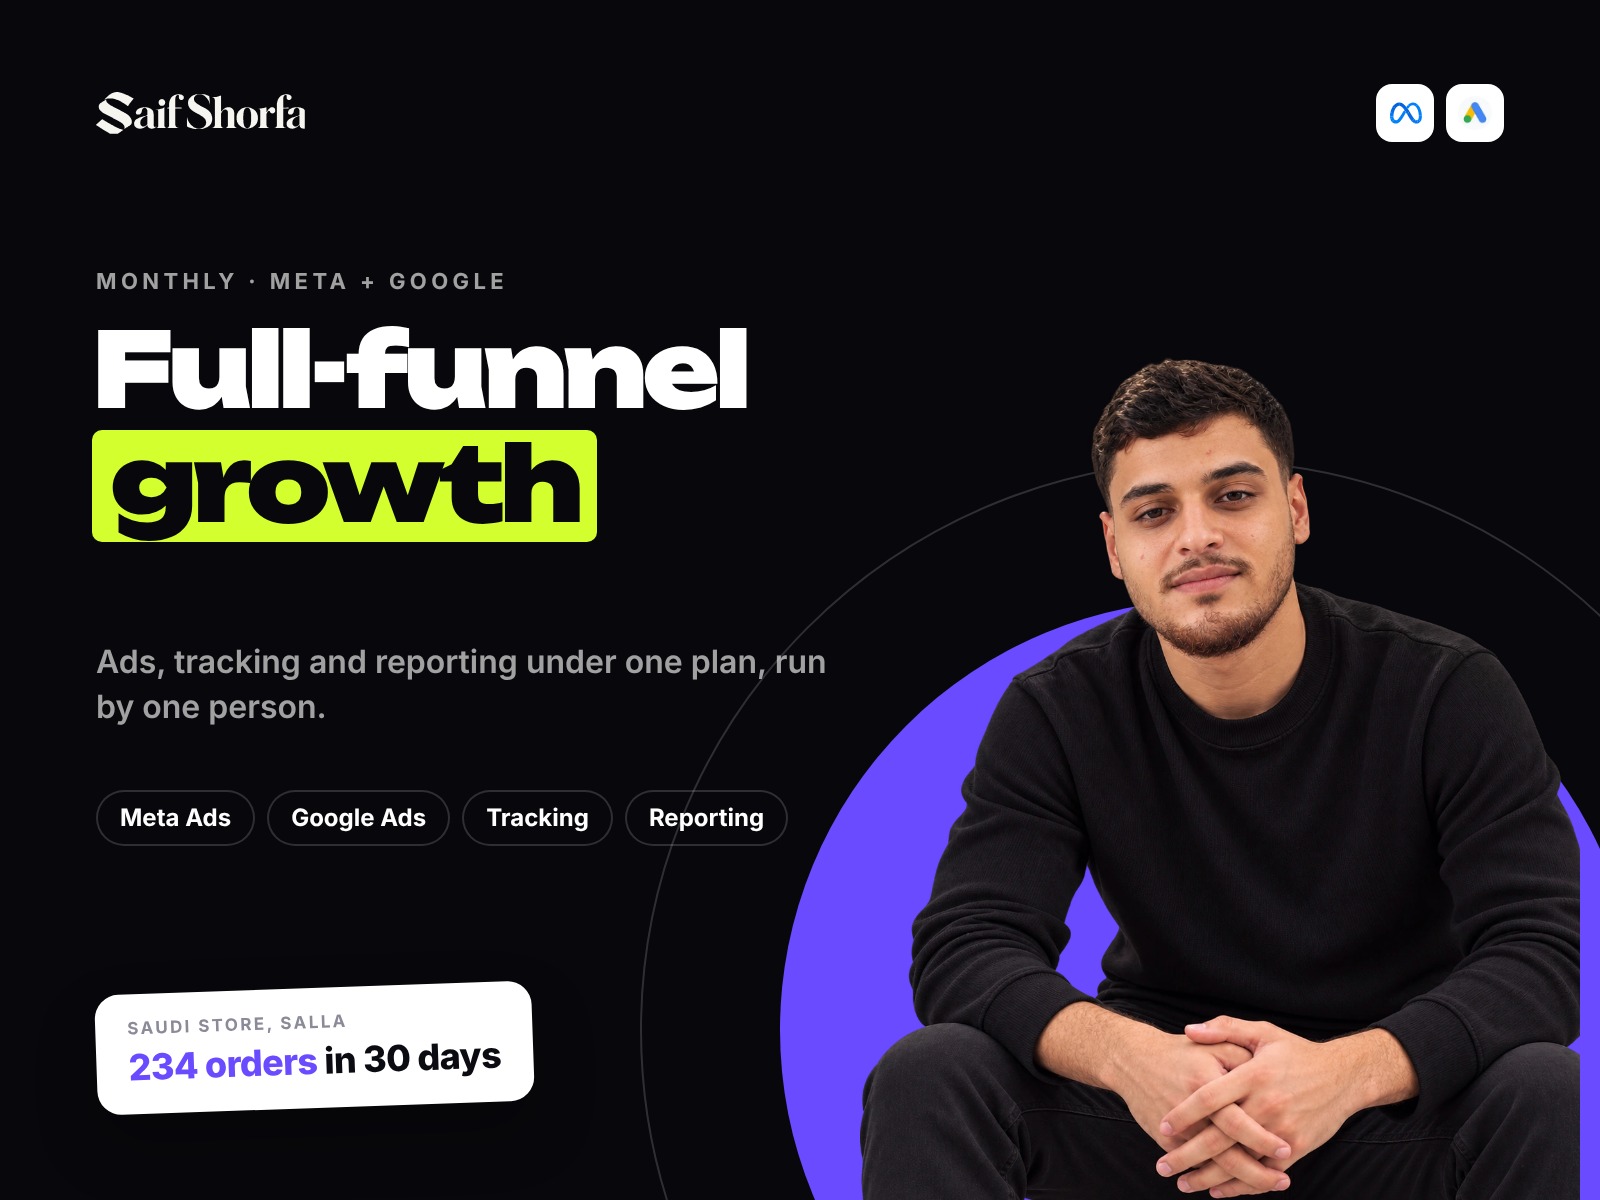 Saif Shorfa
MONTHLY · META + GOOGLE
Full-funnel
growth
Ads, tracking and reporting under one plan, run
by one person.
Meta Ads
Google Ads
Tracking
Reporting
SAUDI STORE, SALLA
234 orders in 30 days